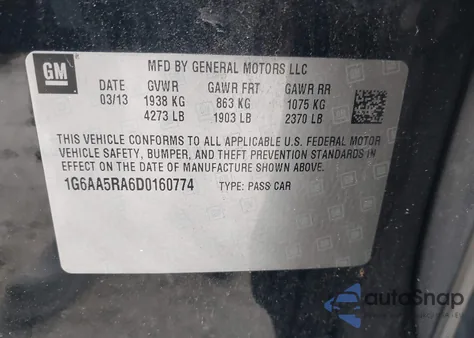 GM
MFD BY GENERAL MOTORS LLC
DATE GVWR GAWR FRT GAWR RR
03/13 1938 KG 863 KG 1075 KG
4273 LB 1903 LB 2370 LB
THIS VEHICLE CONFORMS TO ALL APPLICABLE U.S. FEDERAL MOTOR
VEHICLE SAFETY, BUMPER, AND THEFT PREVENTION STANDARDS IN
EFFECT ON THE DATE OF MANUFACTURE SHOWN ABOVE.
1G6AA5RA6D0160774 TYPE: PASS CAR
autoSnap